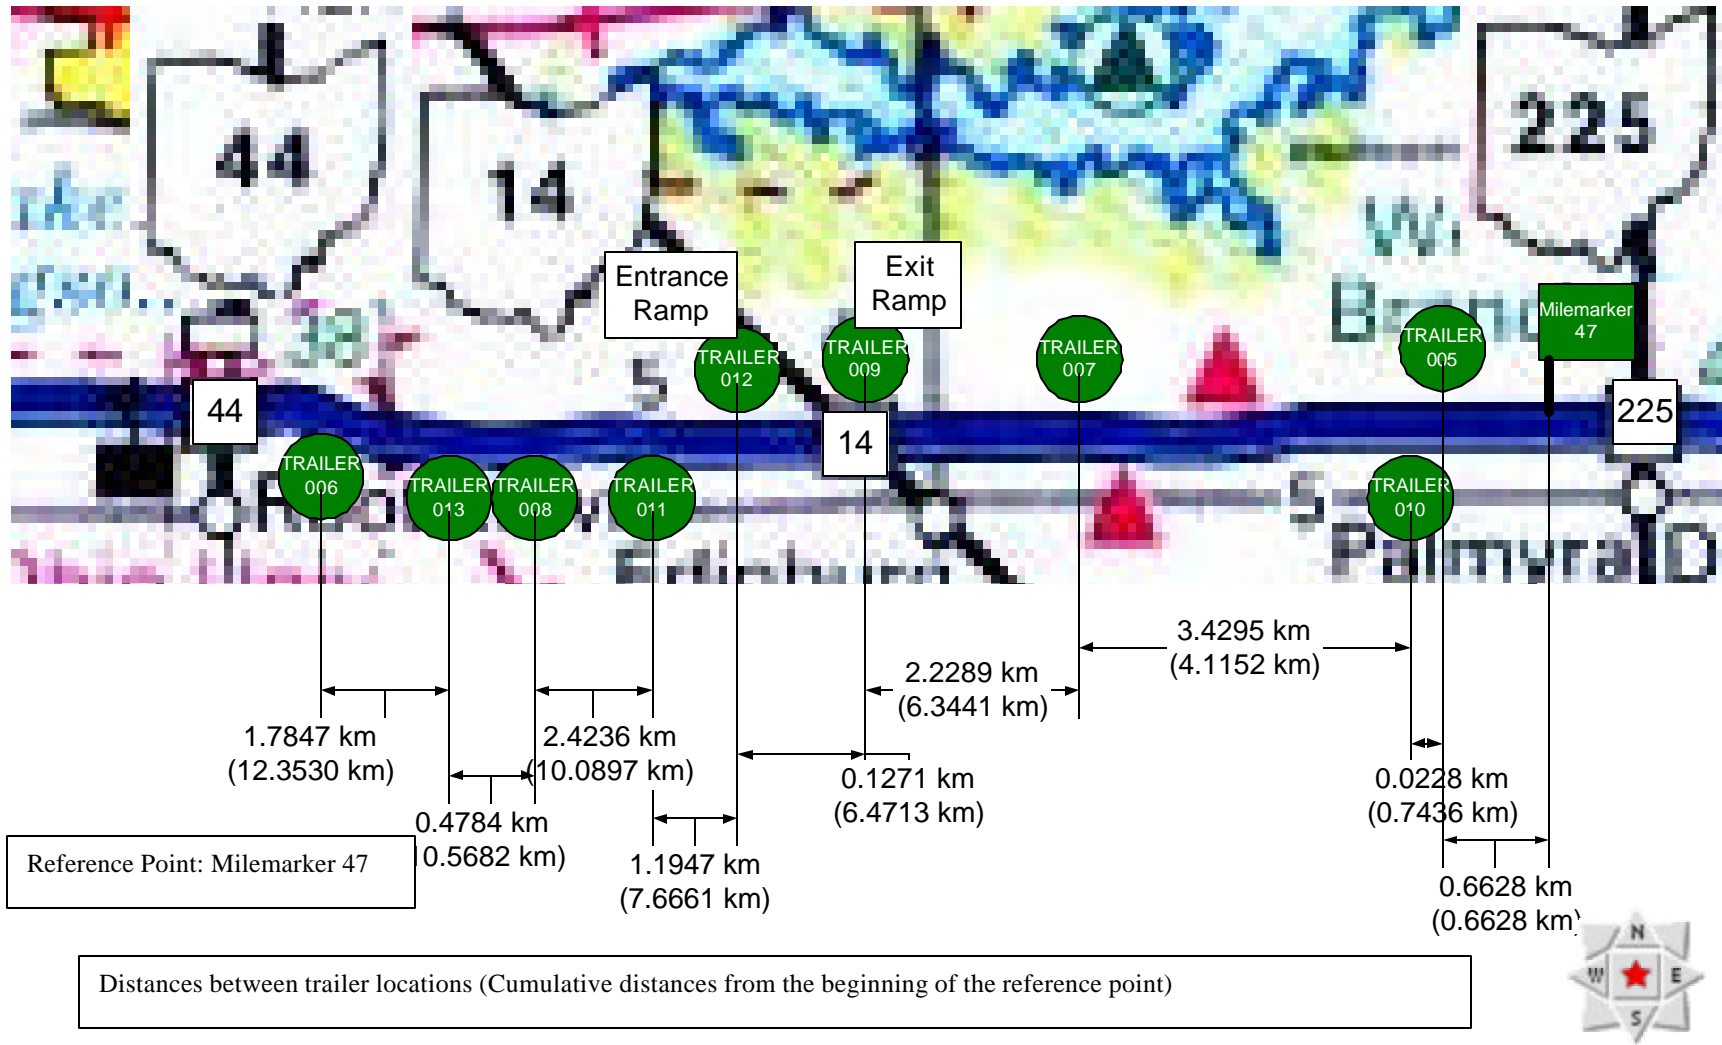 44
14
225
38
Entrance
Ramp
Exit
Ramp
Milemarker
47
TRAILER
012
TRAILER
009
TRAILER
007
TRAILER
005
5
44
14
225
TRAILER
006
TRAILER
013
TRAILER
008
TRAILER
011
TRAILER
010
5
Edinburg
Palmyra D
3.4295 km
(4.1152 km)
2.2289 km
(6.3441 km)
1.7847 km
(12.3530 km)
2.4236 km
(10.0897 km)
0.1271 km
(6.4713 km)
0.0228 km
(0.7436 km)
0.4784 km
0.5682 km)
1.1947 km
(7.6661 km)
0.6628 km
(0.6628 km)
Reference Point: Milemarker 47
Distances between trailer locations (Cumulative distances from the beginning of the reference point)
N
W E
S